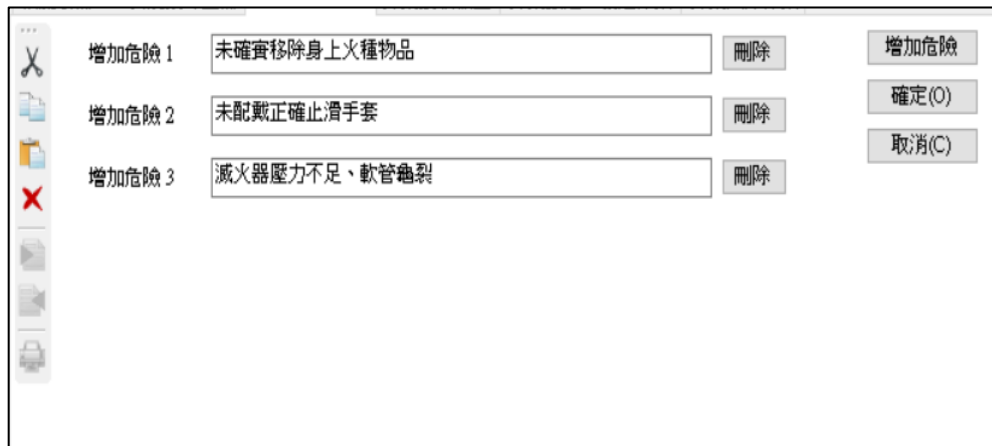 增加危險 1 未確實移除身上火種物品 刪除 增加危險
確定(O)
增加危險 2 未配戴正確止滑手套 刪除
取消(C)
增加危險 3 滅火器壓力不足、軟管龜裂 刪除